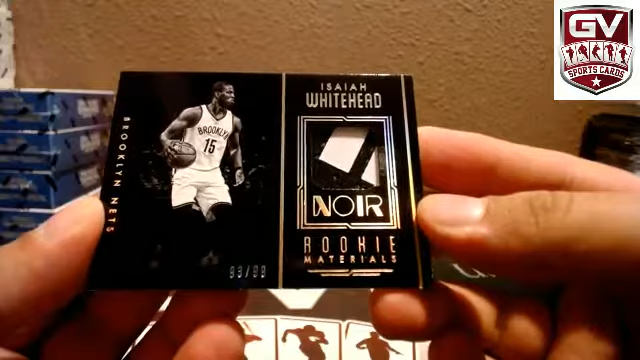 GV
SPORTS CARDS
ISAIAH
WHITEHEAD
BROOKLYN
15
BROOKLYN NETS
NOIR
ROOKIE
MATERIALS